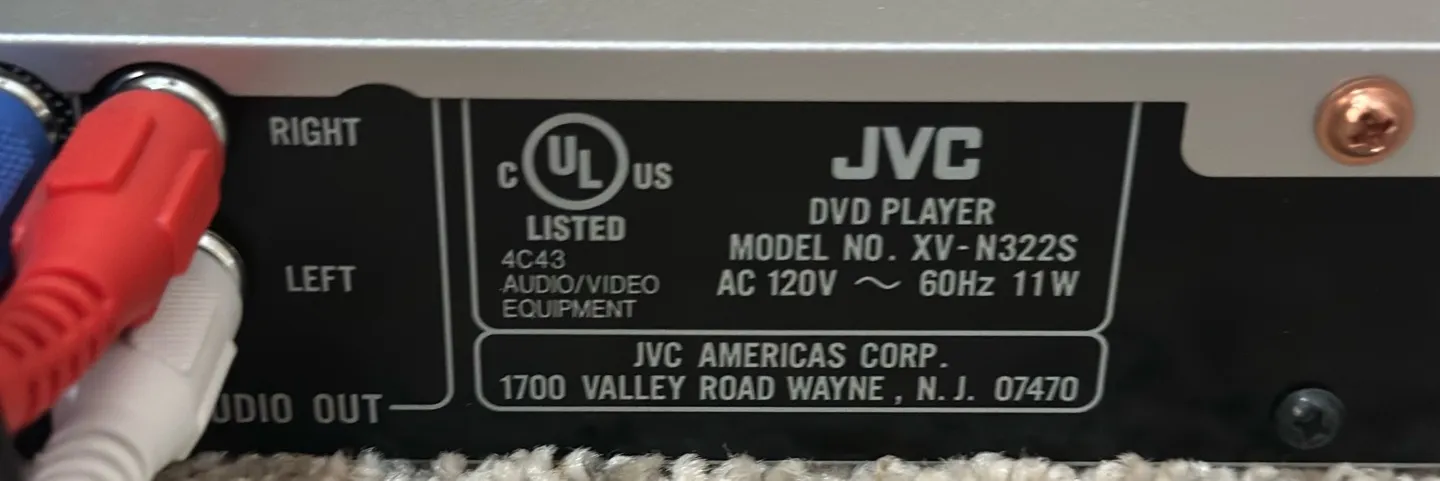 RIGHT
LEFT
AUDIO OUT
C UL US
LISTED
4C43
AUDIO/VIDEO
EQUIPMENT
JVC
DVD PLAYER
MODEL NO. XV-N322S
AC 120V ～ 60Hz 11W
JVC AMERICAS CORP.
1700 VALLEY ROAD WAYNE, N.J. 07470